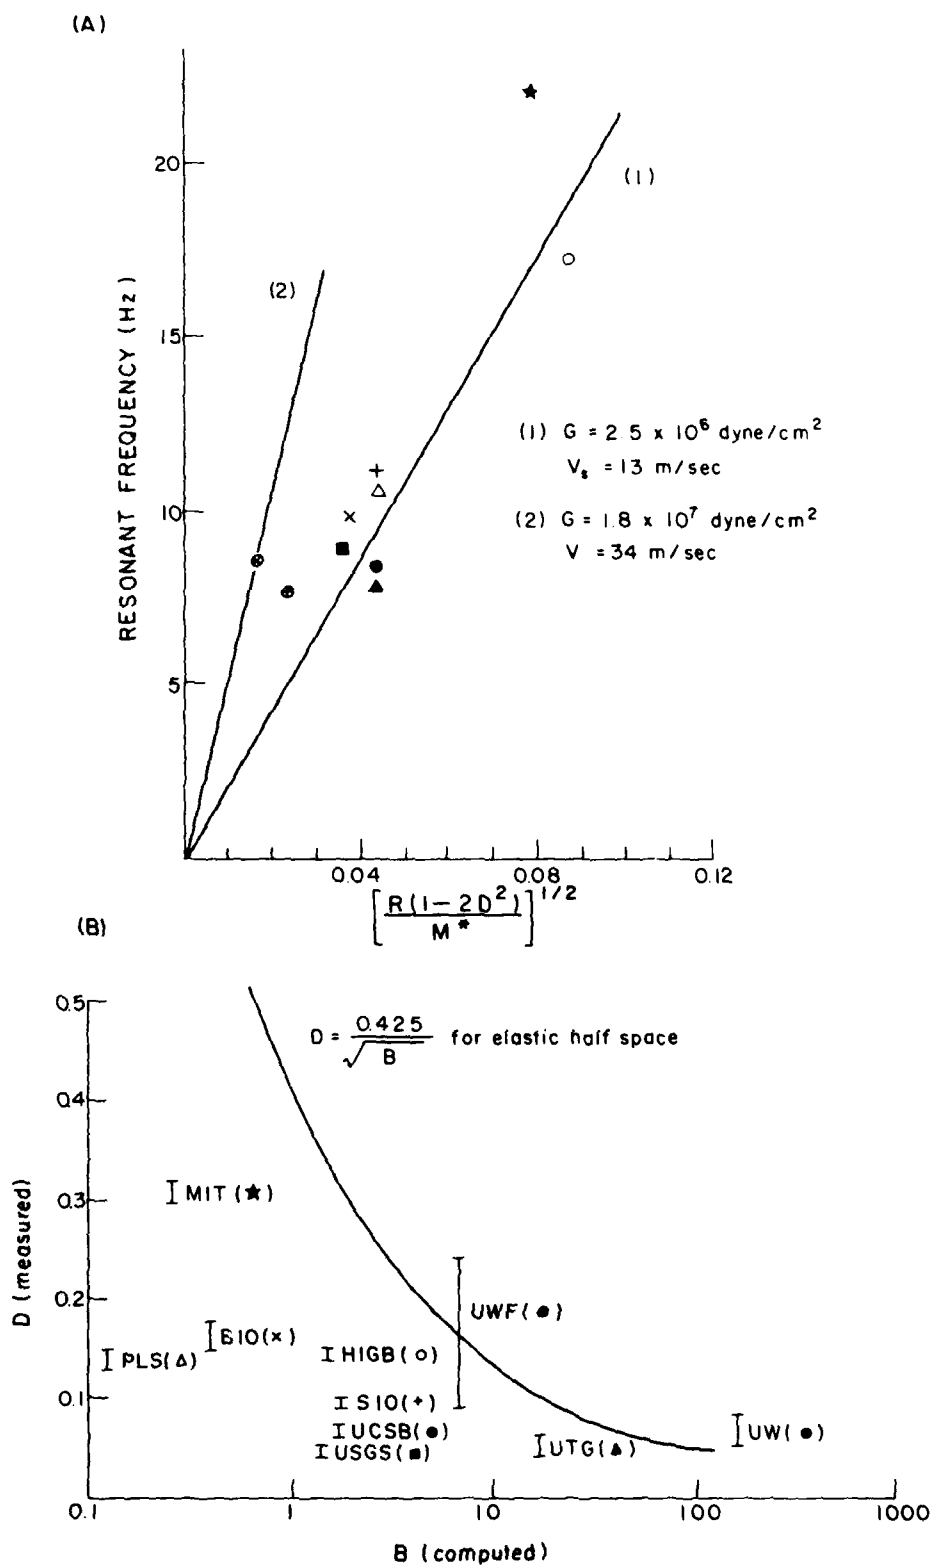 (A)
20
15
10
5
RESONANT FREQUENCY (Hz)
(1)
(2)
(1) G = 2.5 x 10⁶ dyne/cm²
Vs = 13 m/sec
(2) G = 1.8 x 10⁷ dyne/cm²
V = 34 m/sec
0.04
0.08
0.12
[R(1-2D²)/M*]^1/2
(B)
0.5
0.4
0.3
0.2
0.1
D (measured)
D = 0.425/√B for elastic half space
MIT (★)
UWF (●)
B10 (×)
PLS (△)
HIGB (○)
S10 (+)
UCSB (●)
USGS (■)
UTG (▲)
UW (●)
0.1
1
10
100
1000
B (computed)